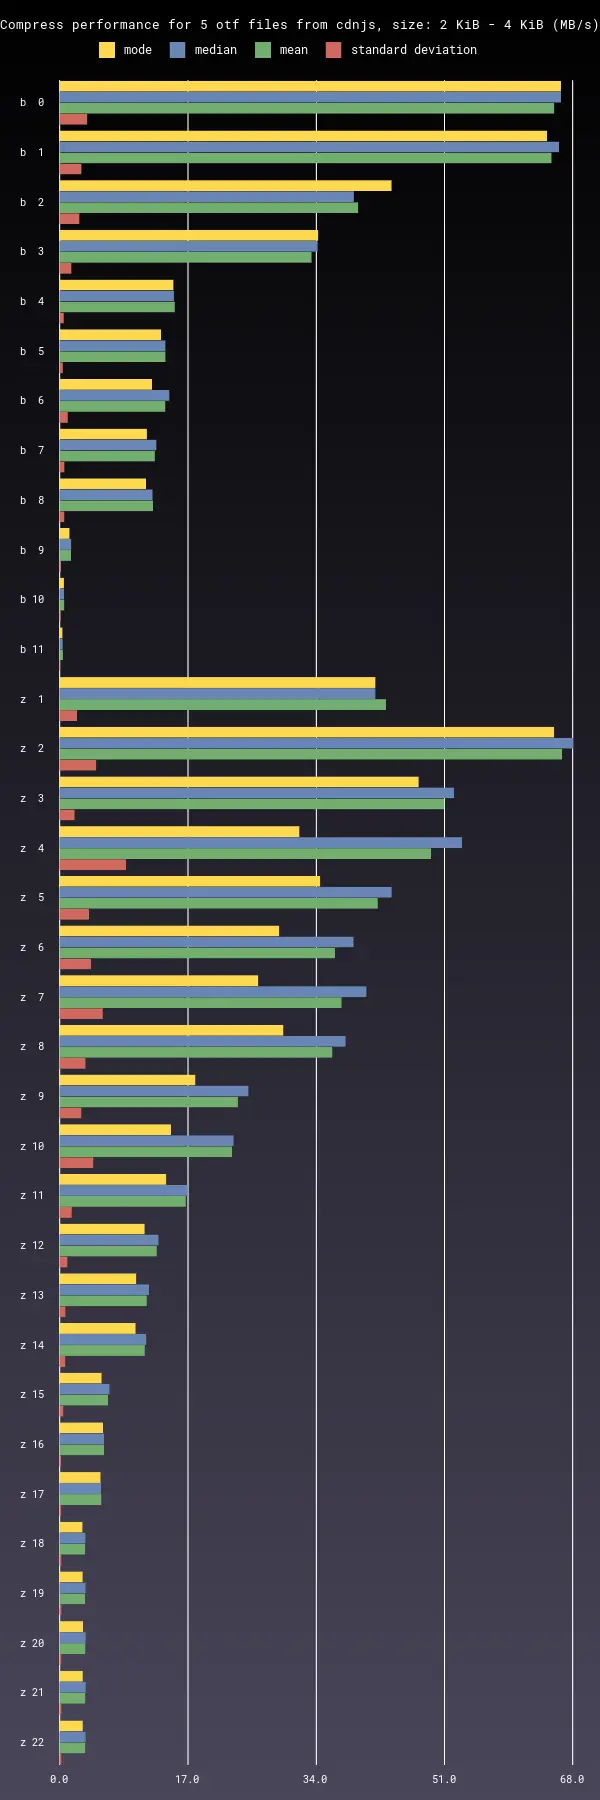 Compress performance for 5 otf files from cdnjs, size: 2 KiB - 4 KiB (MB/s)
mode median mean standard deviation
b 0
b 1
b 2
b 3
b 4
b 5
b 6
b 7
b 8
b 9
b 10
b 11
z 1
z 2
z 3
z 4
z 5
z 6
z 7
z 8
z 9
z 10
z 11
z 12
z 13
z 14
z 15
z 16
z 17
z 18
z 19
z 20
z 21
z 22
0.0 17.0 34.0 51.0 68.0